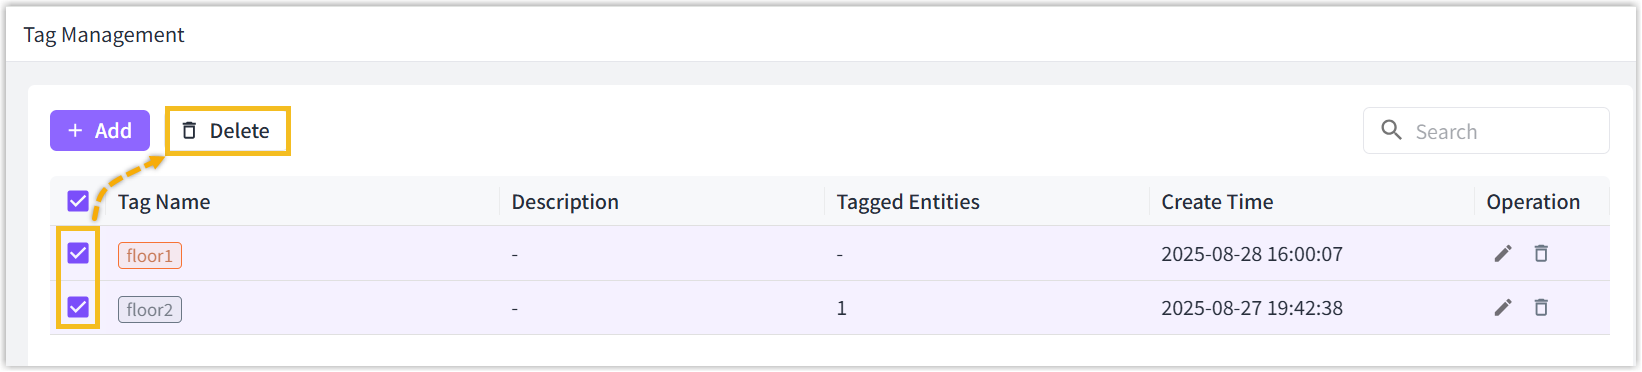 Tag Management
+ Add Delete Search
Tag Name Description Tagged Entities Create Time Operation
floor1 - - 2025-08-28 16:00:07
floor2 - 1 2025-08-27 19:42:38